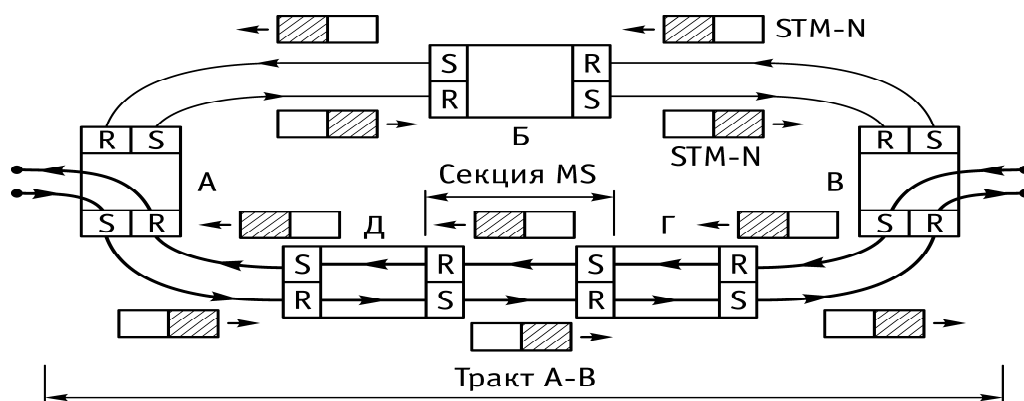 STM-N
S R
R S
Б
STM-N
R S
R S
А
Секция MS
В
S R
S R
Д
Г
S R S R
R S R S
Тракт А-В